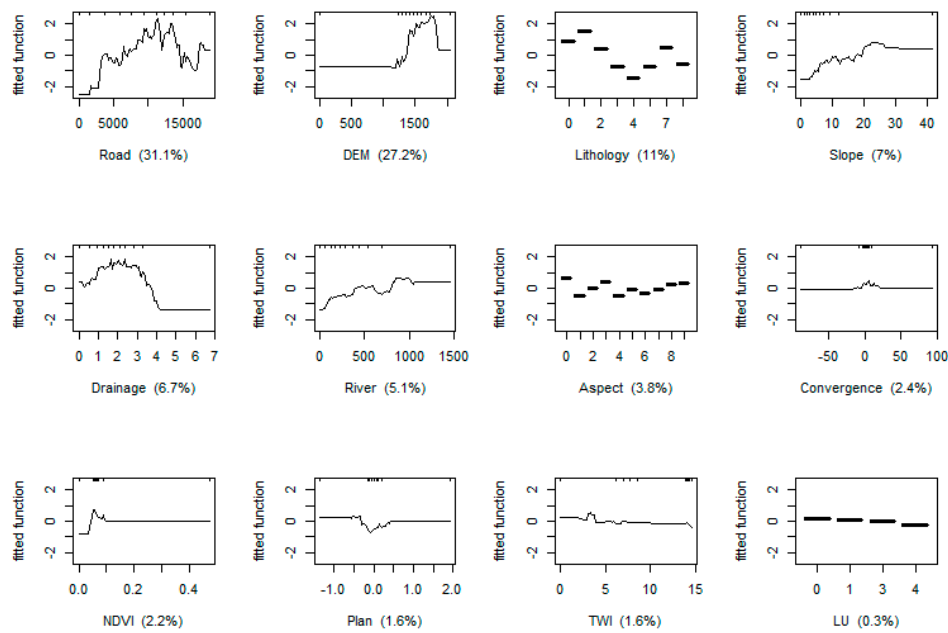 fitted function
-2 0 2
0 5000 15000
Road (31.1%)
fitted function
-2 0 2
0 500 1500
DEM (27.2%)
fitted function
-2 0 2
0 2 4 7
Lithology (11%)
fitted function
-2 0 2
0 10 20 30 40
Slope (7%)
fitted function
-2 0 2
0 1 2 3 4 5 6 7
Drainage (6.7%)
fitted function
-2 0 2
0 500 1000 1500
River (5.1%)
fitted function
-2 0 2
0 2 4 6 8
Aspect (3.8%)
fitted function
-2 0 2
-50 0 50 100
Convergence (2.4%)
fitted function
-2 0 2
0.0 0.2 0.4
NDVI (2.2%)
fitted function
-2 0 2
-1.0 0.0 1.0 2.0
Plan (1.6%)
fitted function
-2 0 2
0 5 10 15
TWI (1.6%)
fitted function
-2 0 2
0 1 3 4
LU (0.3%)